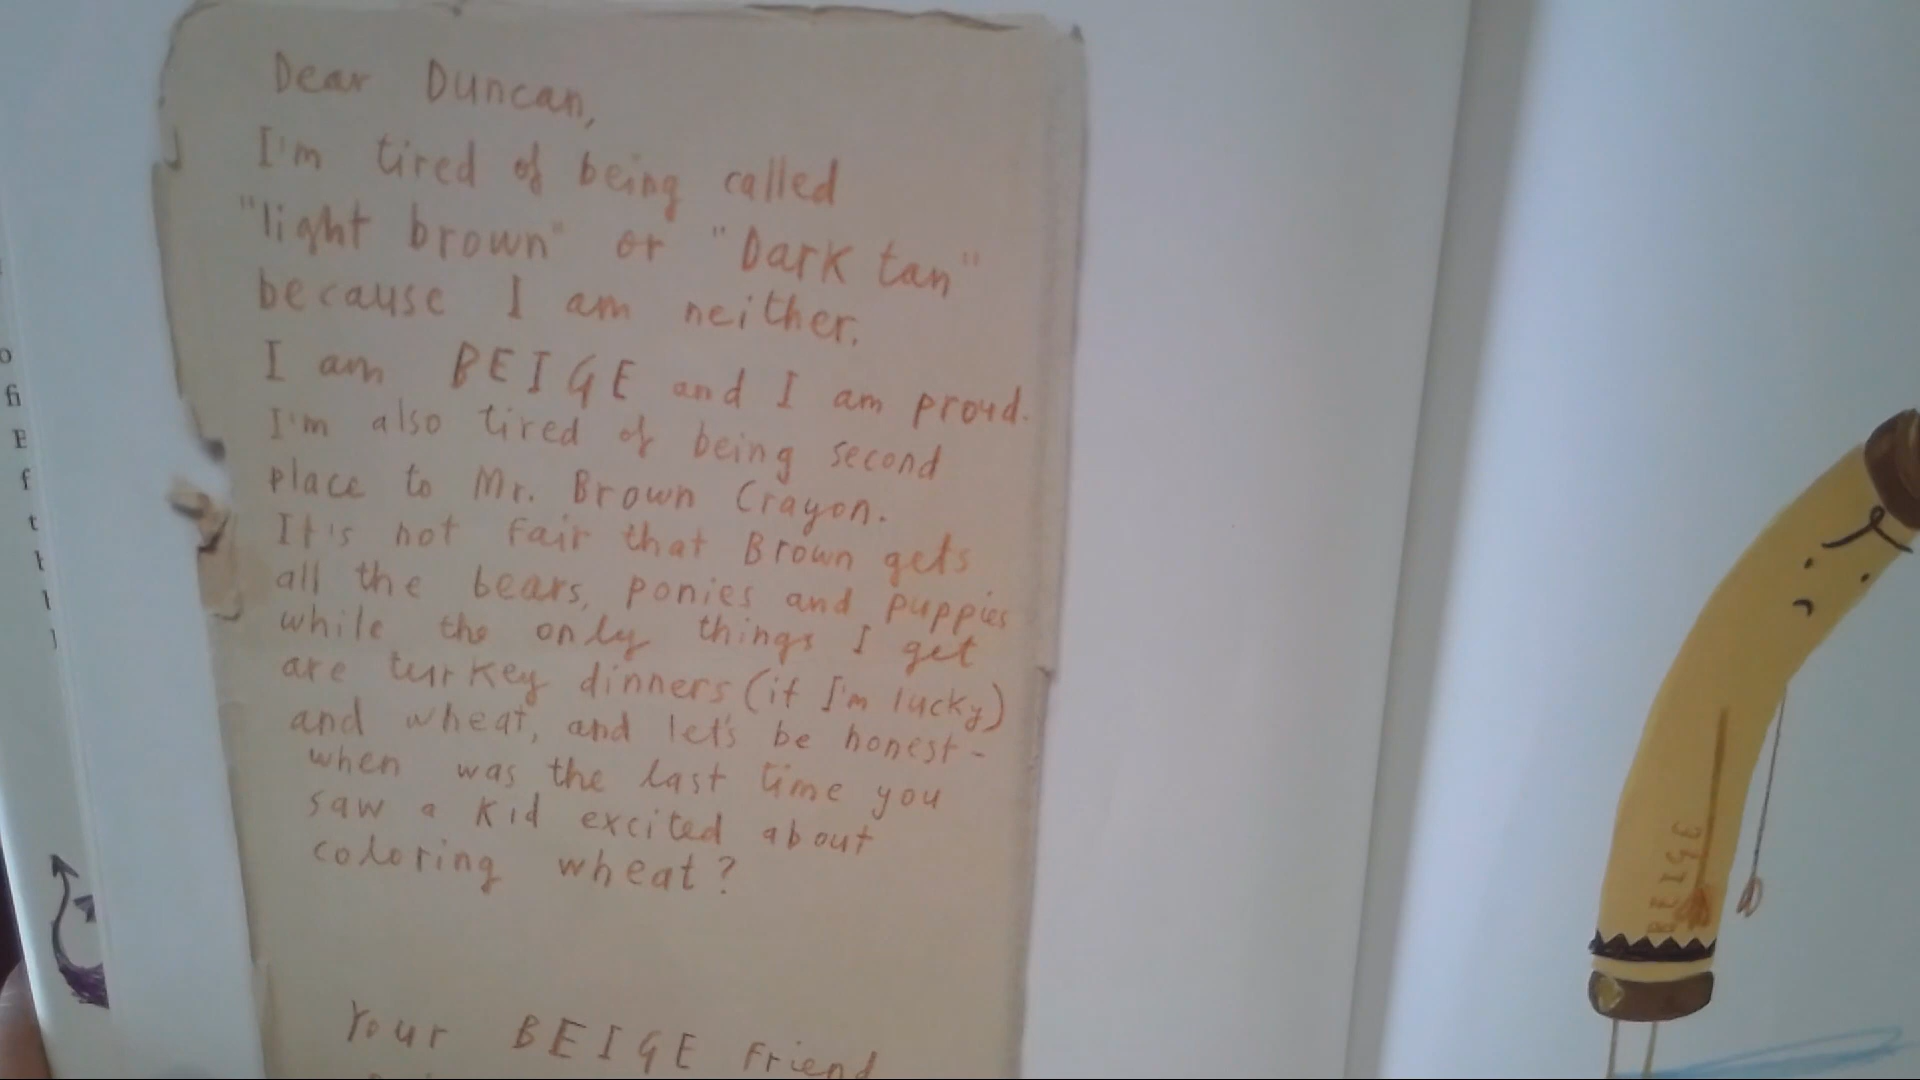 Dear Duncan,
I'm tired of being called
"light brown" or "Dark tan"
because I am neither.
I am BEIGE and I am proud.
I'm also tired of being second
place to Mr. Brown Crayon.
It's not fair that Brown gets
all the bears, ponies and puppies
while the only things I get
are turkey dinners (if I'm lucky)
and wheat, and let's be honest-
when was the last time you
saw a kid excited about
coloring wheat?
Your BEIGE friend
BEIGE